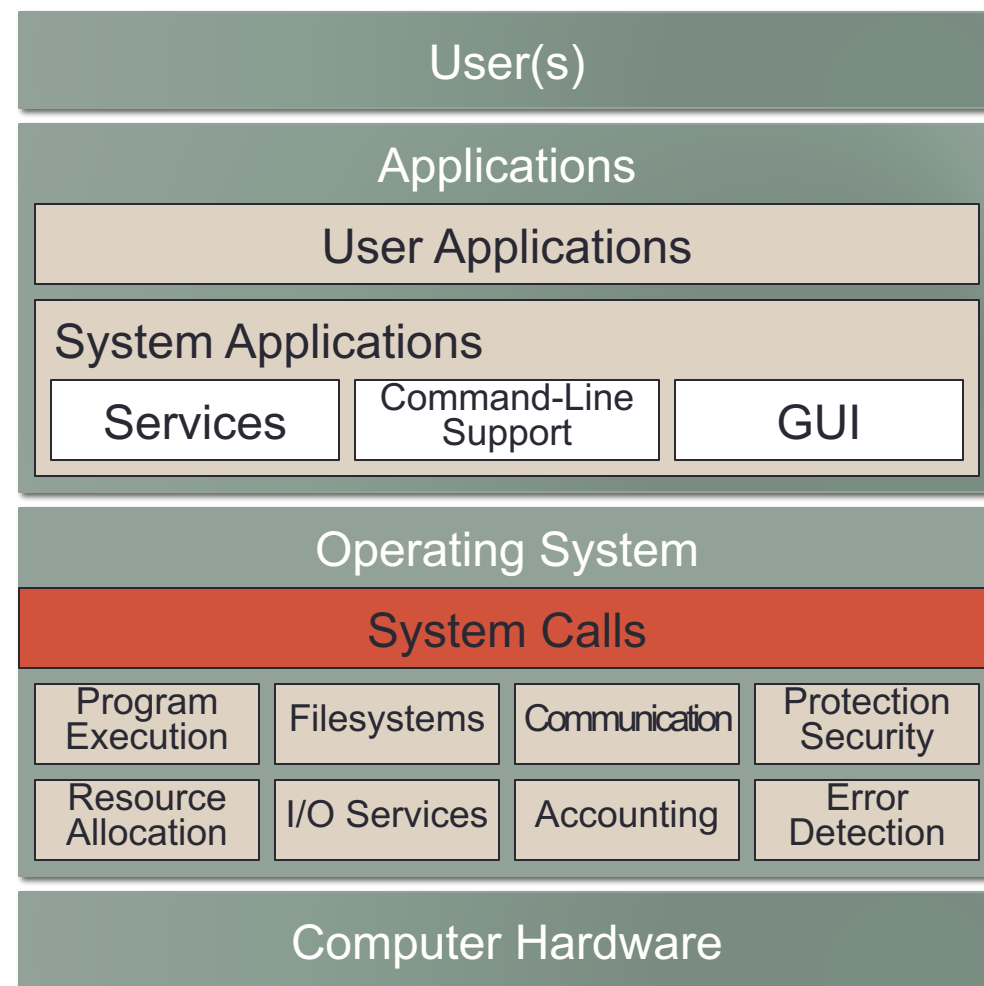 User(s)
Applications
User Applications
System Applications
Services
Command-Line
Support
GUI
Operating System
System Calls
Program
Execution
Filesystems
Communication
Protection
Security
Resource
Allocation
I/O Services
Accounting
Error
Detection
Computer Hardware